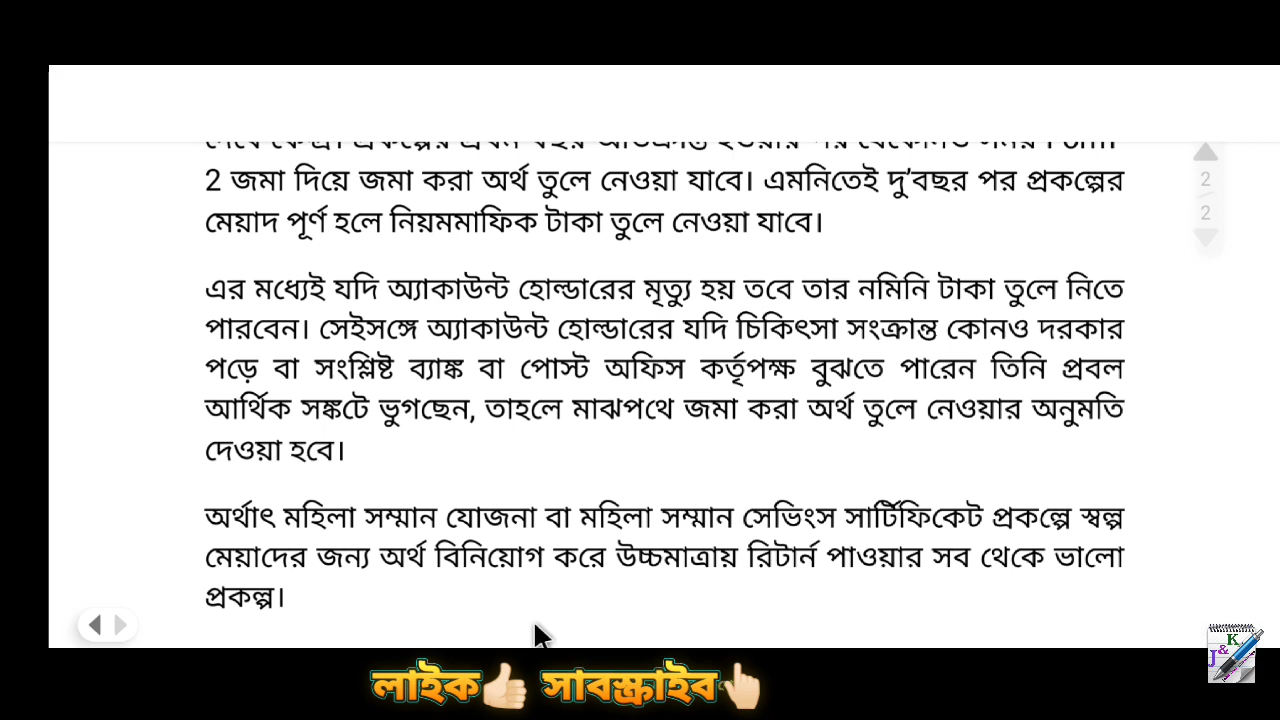 2 জমা দিয়ে জমা করা অর্থ তুলে নেওয়া যাবে। এমনিতেই দু'বছর পর প্রকল্পের
মেয়াদ পূর্ণ হলে নিয়মমাফিক টাকা তুলে নেওয়া যাবে।
এর মধ্যেই যদি অ্যাকাউন্ট হোল্ডারের মৃত্যু হয় তবে তার নমিনি টাকা তুলে নিতে
পারবেন। সেইসঙ্গে অ্যাকাউন্ট হোল্ডারের যদি চিকিৎসা সংক্রান্ত কোনও দরকার
পড়ে বা সংশ্লিষ্ট ব্যাঙ্ক বা পোস্ট অফিস কর্তৃপক্ষ বুঝতে পারেন তিনি প্রবল
আর্থিক সঙ্কটে ভুগছেন, তাহলে মাঝপথে জমা করা অর্থ তুলে নেওয়ার অনুমতি
দেওয়া হবে।
অর্থাৎ মহিলা সম্মান যোজনা বা মহিলা সম্মান সেভিংস সার্টিফিকেট প্রকল্পে স্বল্প
মেয়াদের জন্য অর্থ বিনিয়োগ করে উচ্চমাত্রায় রিটার্ন পাওয়ার সব থেকে ভালো
প্রকল্প।
2
2
J&K
লাইক সাবস্ক্রাইব